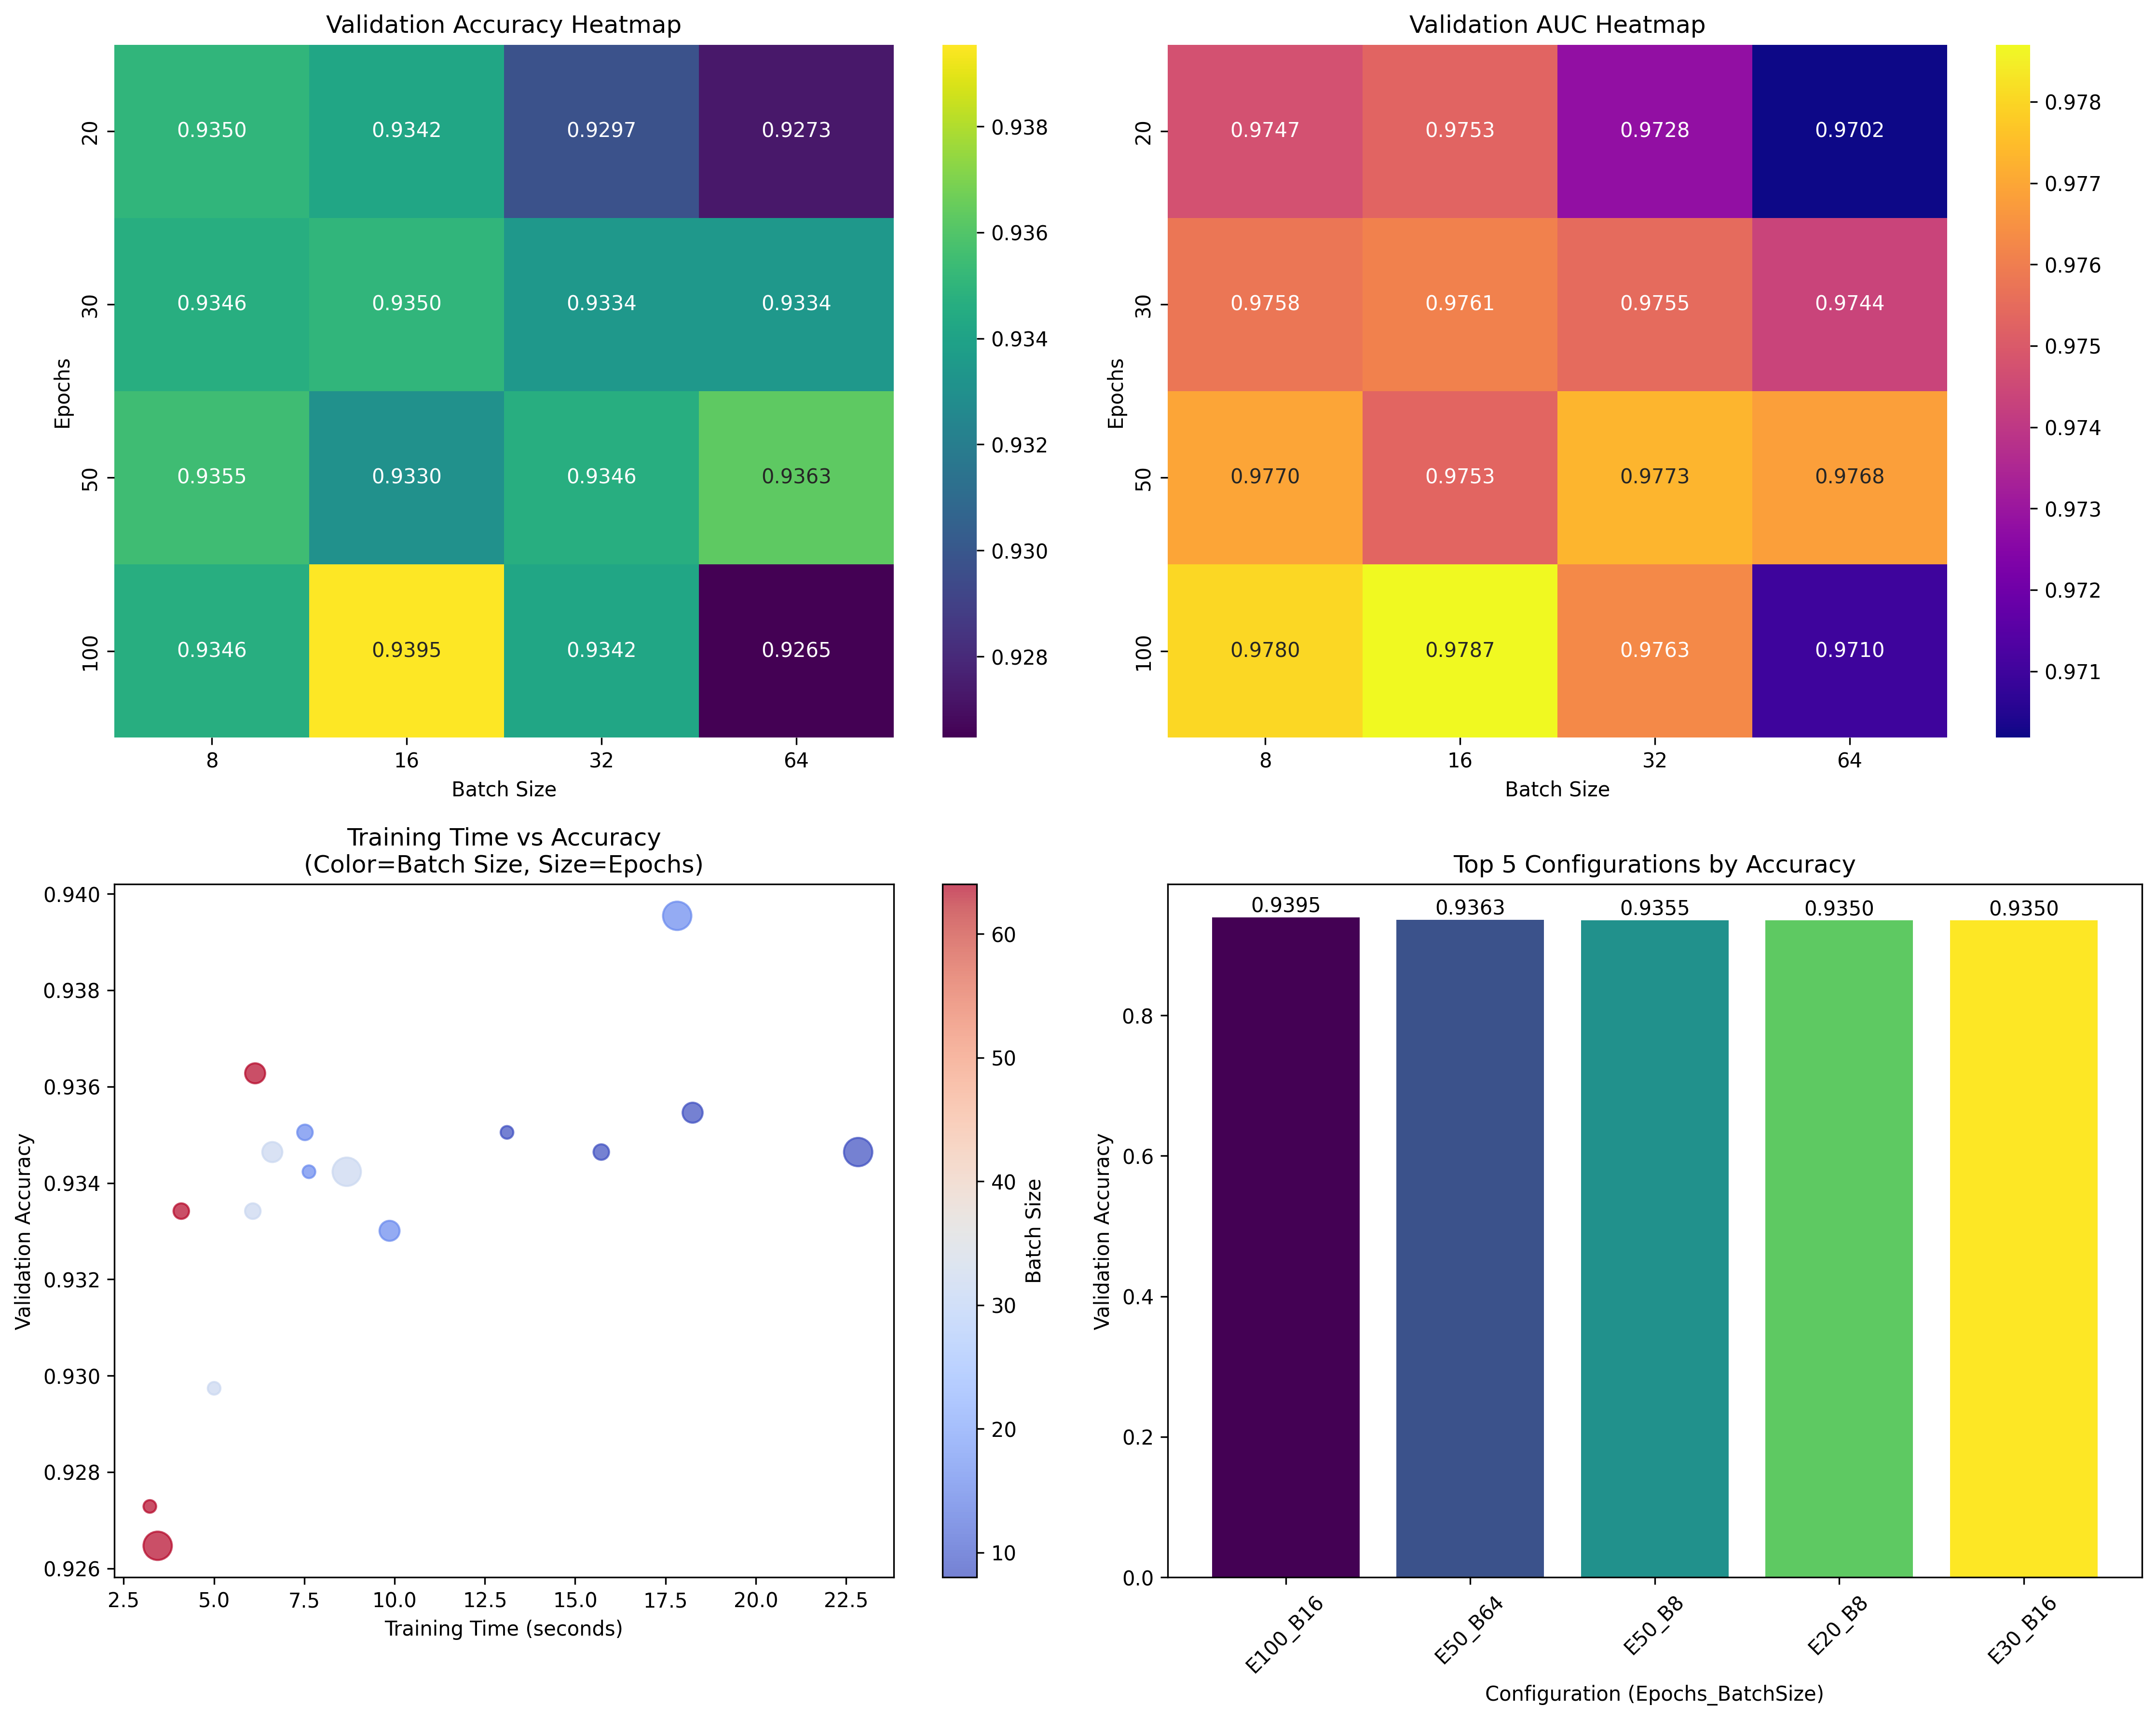 Validation Accuracy Heatmap
Epochs
20
30
50
100
0.9350 0.9342 0.9297 0.9273
0.9346 0.9350 0.9334 0.9334
0.9355 0.9330 0.9346 0.9363
0.9346 0.9395 0.9342 0.9265
8 16 32 64
Batch Size
0.938
0.936
0.934
0.932
0.930
0.928
Validation AUC Heatmap
Epochs
20
30
50
100
0.9747 0.9753 0.9728 0.9702
0.9758 0.9761 0.9755 0.9744
0.9770 0.9753 0.9773 0.9768
0.9780 0.9787 0.9763 0.9710
8 16 32 64
Batch Size
0.978
0.977
0.976
0.975
0.974
0.973
0.972
0.971
Training Time vs Accuracy
(Color=Batch Size, Size=Epochs)
Validation Accuracy
0.940
0.938
0.936
0.934
0.932
0.930
0.928
0.926
2.5 5.0 7.5 10.0 12.5 15.0 17.5 20.0 22.5
Training Time (seconds)
60
50
40
30
20
10
Batch Size
Top 5 Configurations by Accuracy
Validation Accuracy
0.8
0.6
0.4
0.2
0.0
0.9395 0.9363 0.9355 0.9350 0.9350
E100_B16 E50_B64 E50_B8 E20_B8 E30_B16
Configuration (Epochs_BatchSize)